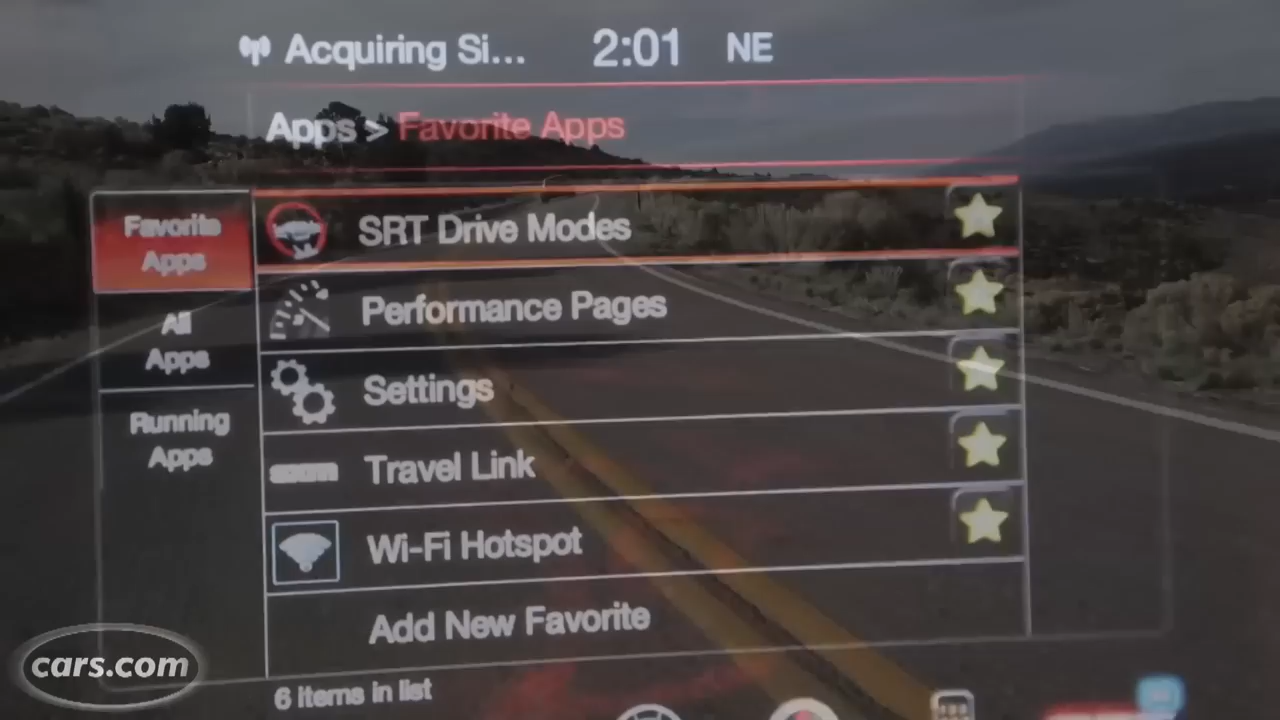 Acquiring Si... 2:01 NE
Apps > Favorite Apps
Favorite
Apps
All
Apps
Running
Apps
SRT Drive Modes
Performance Pages
Settings
Travel Link
Wi-Fi Hotspot
Add New Favorite
6 items in list
cars.com